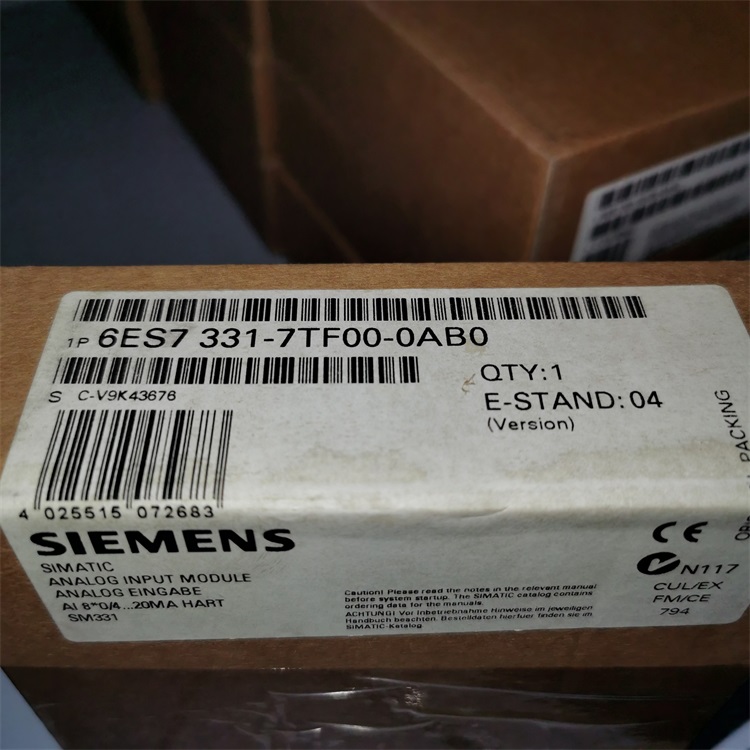 1P 6ES7 331-7TF00-0AB0
S C-V9K43676
QTY:1
E-STAND: 04
(Version)
4 025515 072683
SIEMENS
SIMATIC
ANALOG INPUT MODULE
ANALOG EINGABE
AI 8*0/4...20MA HART
SM331
Caution! Please read the notes in the relevant manual
before system startup. The SIMATIC catalog contains
ordering data for the manuals.
ACHTUNG! Vor Inbetriebnahme Hinweise im jeweiligen
Handbuch beachten. Bestelldaten hierfuer finden sie im
SIMATIC-Katalog
CE
N117
CUL/EX
FM/CE
794
PACKING